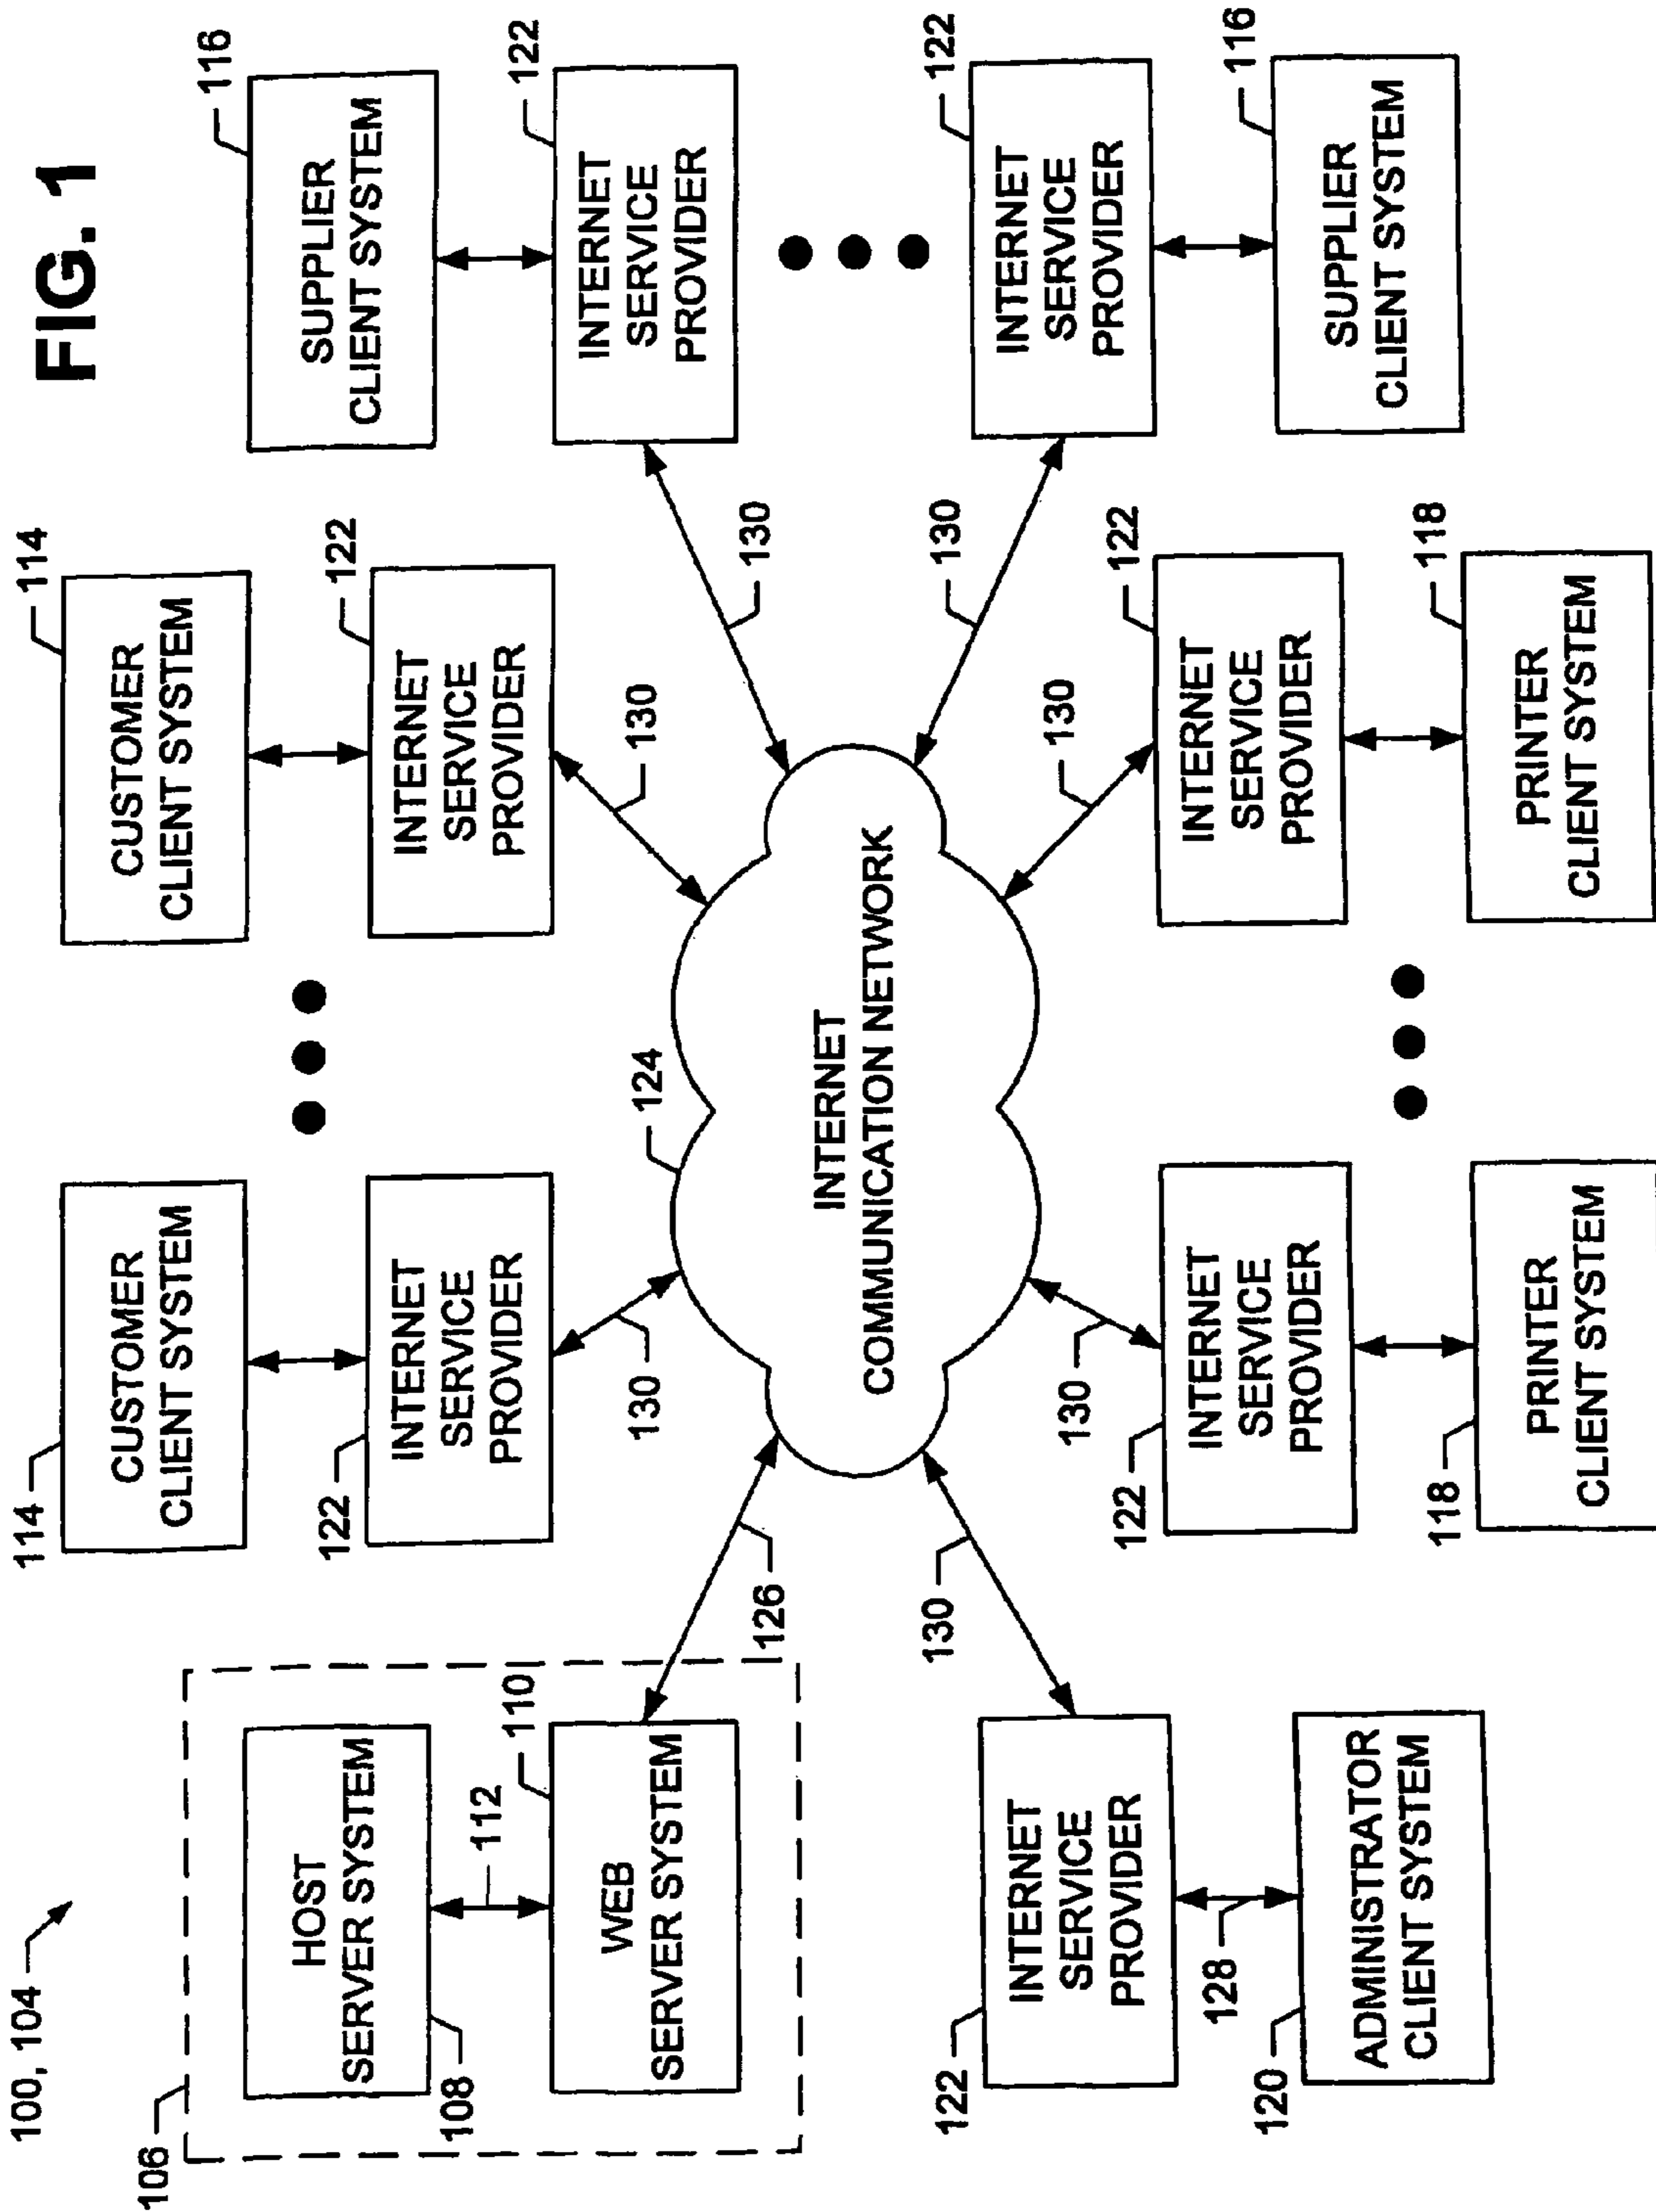 FIG. 1
100, 104
106
HOST
SERVER SYSTEM
108
112
110
WEB
SERVER SYSTEM
126
114
CUSTOMER
CLIENT SYSTEM
122
INTERNET
SERVICE
PROVIDER
130
114
CUSTOMER
CLIENT SYSTEM
122
INTERNET
SERVICE
PROVIDER
130
116
SUPPLIER
CLIENT SYSTEM
122
INTERNET
SERVICE
PROVIDER
130
124
INTERNET
COMMUNICATION NETWORK
130
122
INTERNET
SERVICE
PROVIDER
128
120
ADMINISTRATOR
CLIENT SYSTEM
130
122
INTERNET
SERVICE
PROVIDER
118
PRINTER
CLIENT SYSTEM
130
122
INTERNET
SERVICE
PROVIDER
118
PRINTER
CLIENT SYSTEM
130
122
INTERNET
SERVICE
PROVIDER
116
SUPPLIER
CLIENT SYSTEM